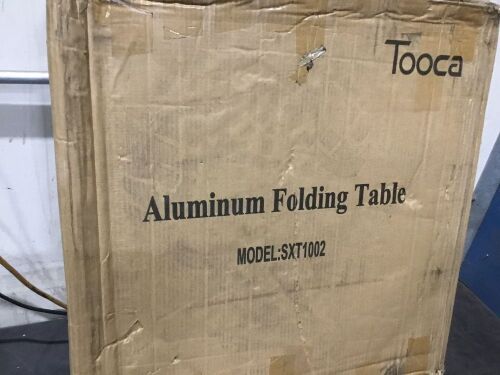 Tooca
Aluminum Folding Table
MODEL:SXT1002